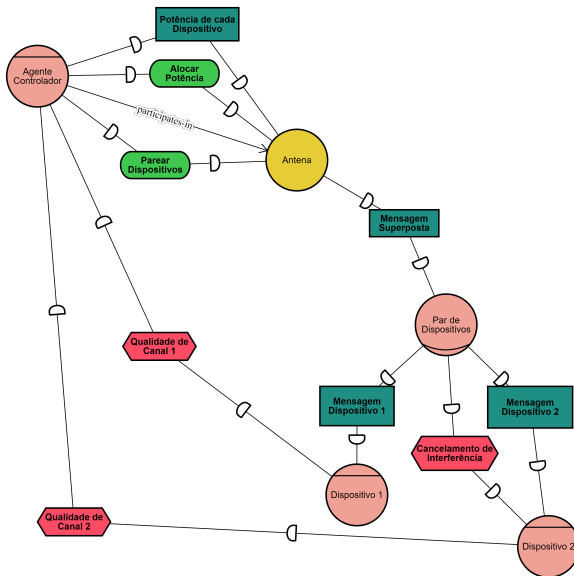 Potência de cada
Dispositivo
Agente
Controlador
Alocar
Potência
participates-in
Parear
Dispositivos
Antena
Mensagem
Superposta
Par de
Dispositivos
Qualidade de
Canal 1
Mensagem
Dispositivo 1
Mensagem
Dispositivo 2
Cancelamento de
Interferência
Dispositivo 1
Qualidade de
Canal 2
Dispositivo 2